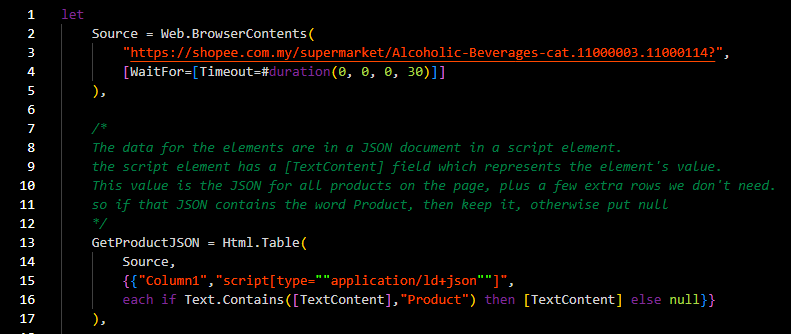 1 let
2 Source = Web.BrowserContents(
3 "https://shopee.com.my/supermarket/Alcoholic-Beverages-cat.11000003.11000114?",
4 [WaitFor=[Timeout=#duration(0, 0, 0, 30)]]
5 ),
6
7 /*
8 The data for the elements are in a JSON document in a script element.
9 the script element has a [TextContent] field which represents the element's value.
10 This value is the JSON for all products on the page, plus a few extra rows we don't need.
11 so if that JSON contains the word Product, then keep it, otherwise put null
12 */
13 GetProductJSON = Html.Table(
14 Source,
15 {{"Column1","script[type=""application/ld+json""]",
16 each if Text.Contains([TextContent],"Product") then [TextContent] else null}}
17 ),